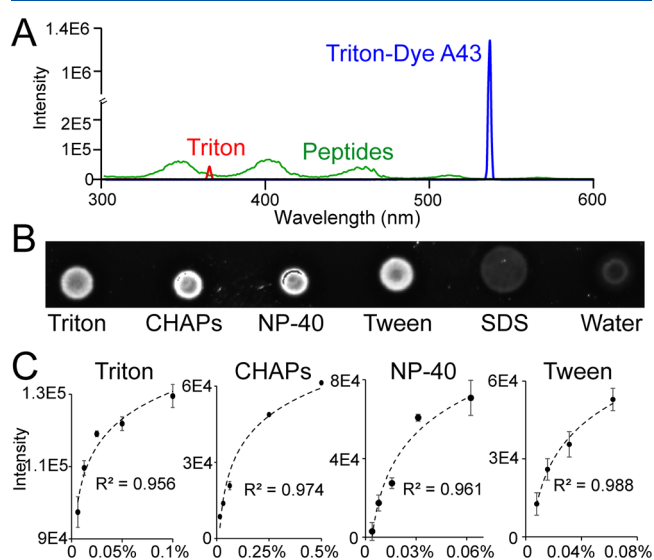 A
1.4E6
1E6
2E5
1E5
0
Intensity
Triton-Dye A43
Triton
Peptides
300 400 500 600
Wavelength (nm)
B
Triton CHAPs NP-40 Tween SDS Water
C
Triton CHAPs NP-40 Tween
Intensity
1.3E5
1.1E5
9E4
R² = 0.956
0 0.05% 0.1%
6E4
3E4
0
R² = 0.974
0 0.25% 0.5%
8E4
4E4
0
R² = 0.961
0 0.03% 0.06%
6E4
3E4
0
R² = 0.988
0 0.04% 0.08%